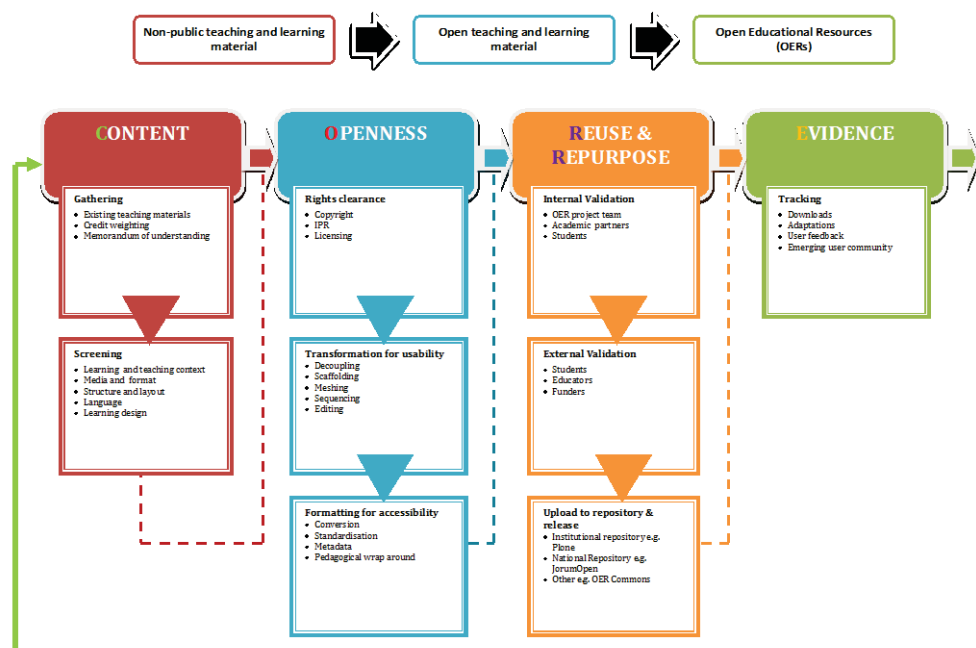 Non-public teaching and learning
material
Open teaching and learning
material
Open Educational Resources
(OERs)
CONTENT
Gathering
Existing teaching materials
Credit weighting
Memorandum of understanding
Screening
Learning and teaching context
Media and format
Structure and layout
Language
Learning design
OPENNESS
Rights clearance
Copyright
IPR
Licensing
Transformation for usability
Decoupling
Scaffolding
Meshing
Sequencing
Editing
Formatting for accessibility
Conversion
Standardisation
Metadata
Pedagogical wrap around
REUSE &
REPURPOSE
Internal Validation
OER project team
Academic partners
Students
External Validation
Students
Educators
Funders
Upload to repository &
release
Institutional repository e.g.
Plone
National Repository e.g.
JorumOpen
Other e.g. OER Commons
EVIDENCE
Tracking
Downloads
Adaptations
User feedback
Emerging user community